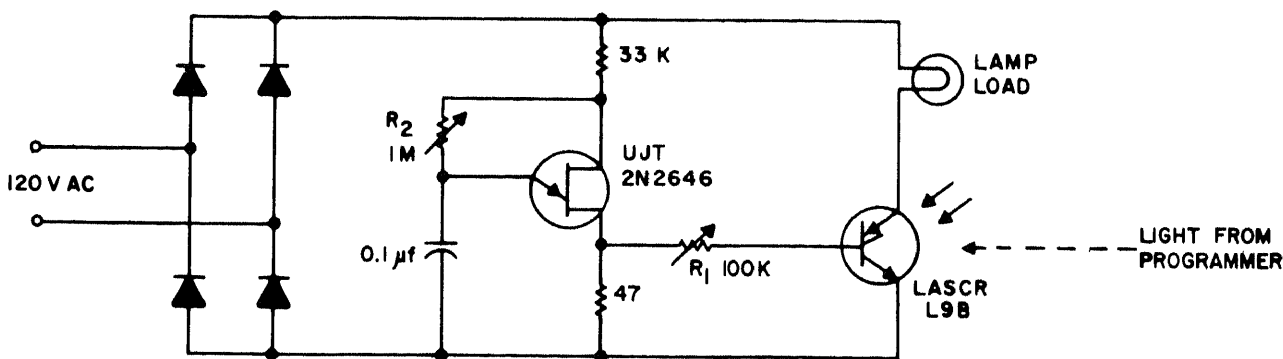 33 K
LAMP
LOAD
R2
1M
UJT
2N2646
120 V AC
0.1 µf
R1 100K
47
LIGHT FROM
PROGRAMMER
LASCR
L9B